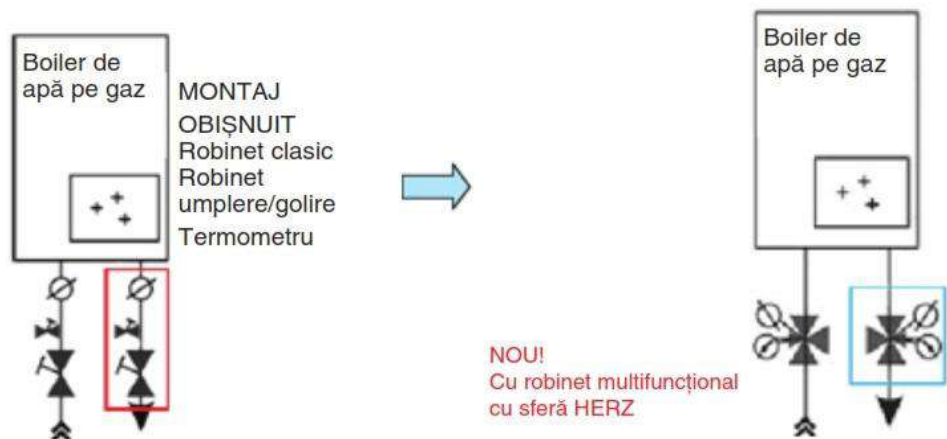 Boiler de
apă pe gaz
MONTAJ
OBIȘNUIT
Robinet clasic
Robinet
umplere/golire
Termometru
Boiler de
apă pe gaz
NOU!
Cu robinet multifuncțional
cu sferă HERZ